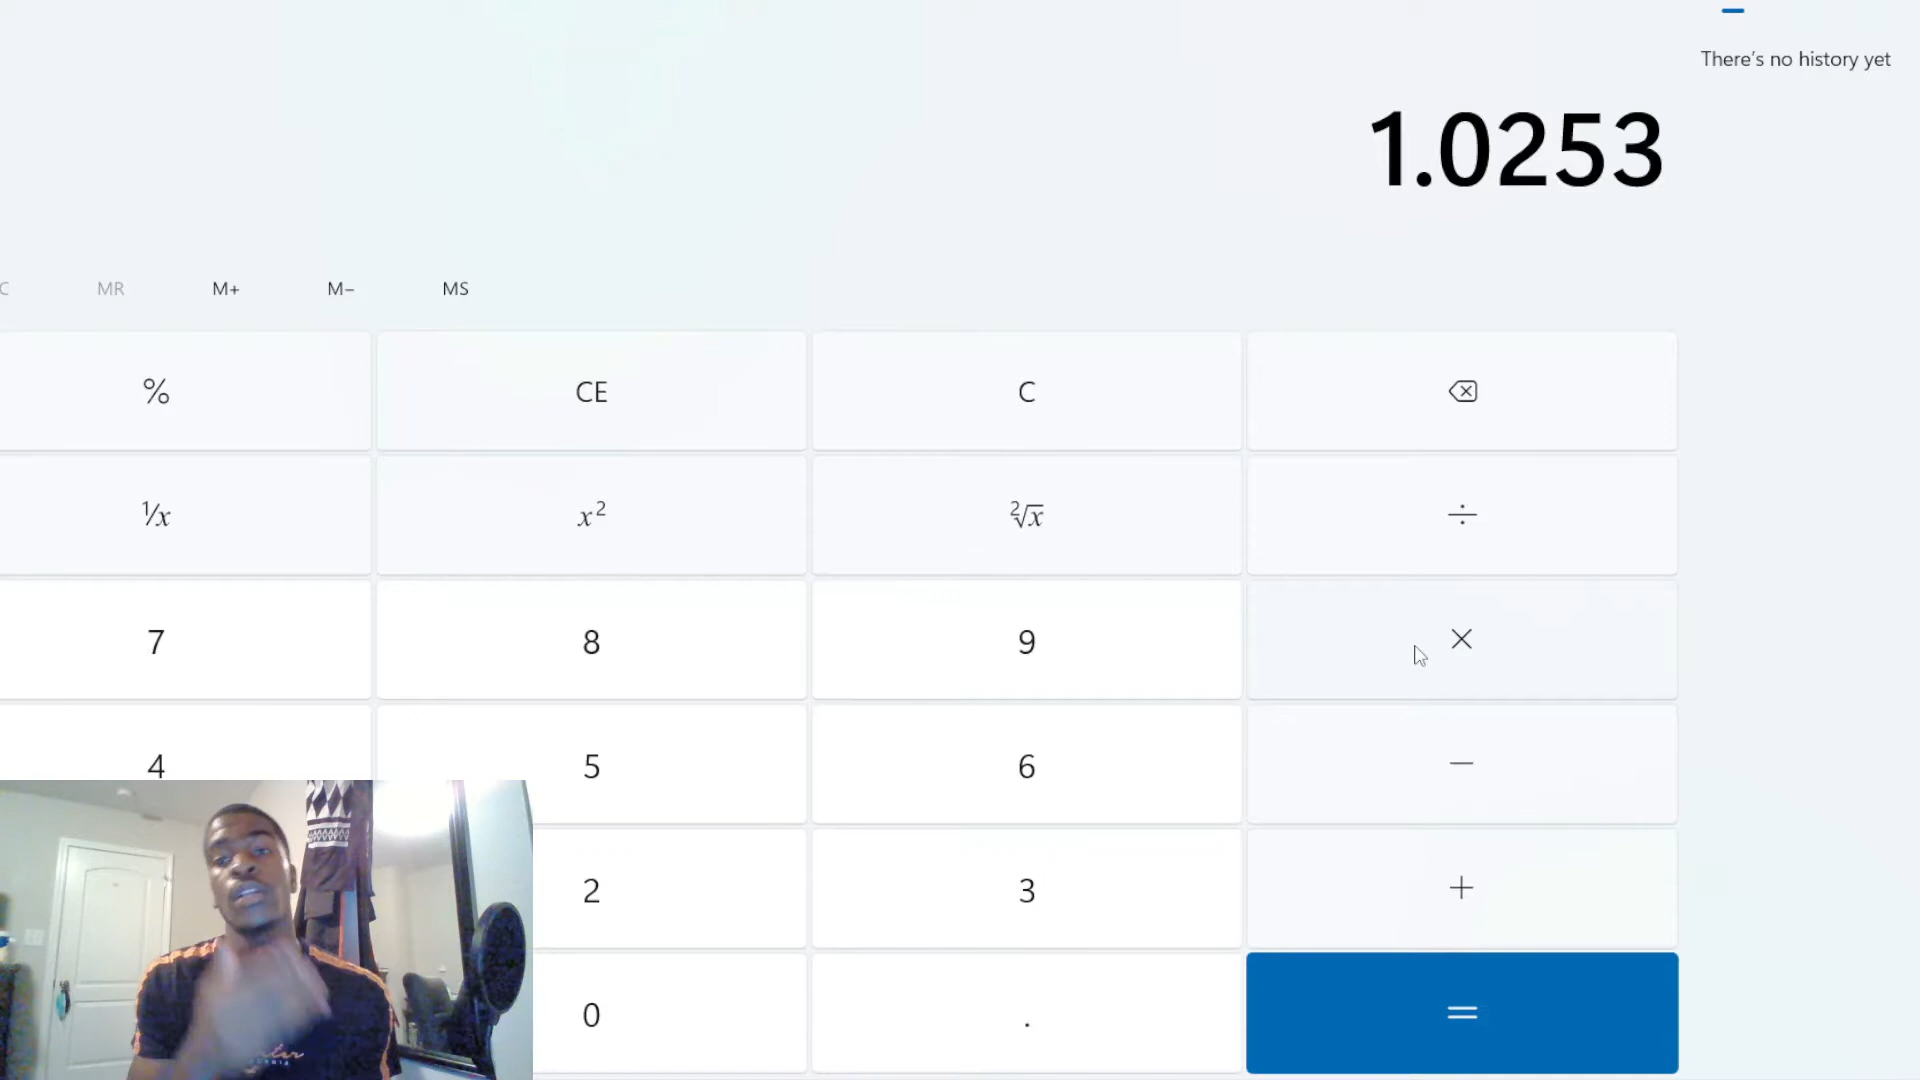 There's no history yet
1.0253
C MR M+ M− MS
% CE C
¹/x x² ²√x ÷
7 8 9 ×
4 5 6 −
2 3 +
0 . =